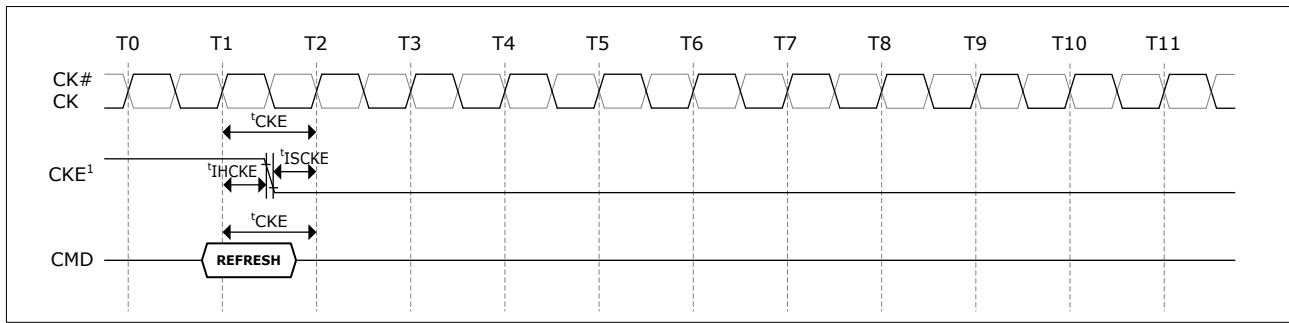 T0 T1 T2 T3 T4 T5 T6 T7 T8 T9 T10 T11
CK#
CK
tCKE
tISCKE
CKE1
tIHCKE
tCKE
CMD
REFRESH